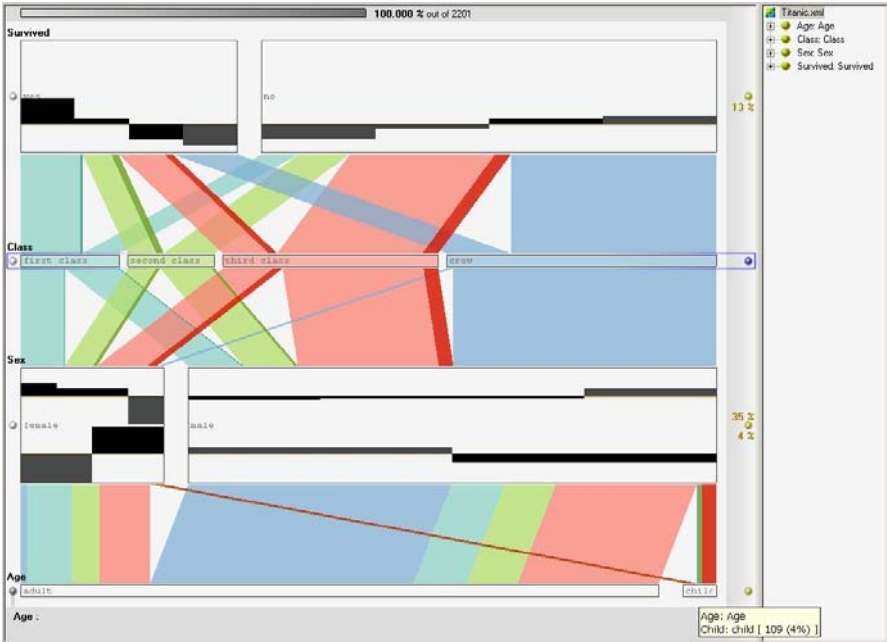 100.000 % out of 2201
Survived
yes
no
13 %
Class
first class
second class
third class
crew
Sex
female
male
35 %
4 %
Age
adult
child
Age :
Age: Age
Child: child [ 109 (4%) ]
Titanic.xml
Age: Age
Class: Class
Sex: Sex
Survived: Survived